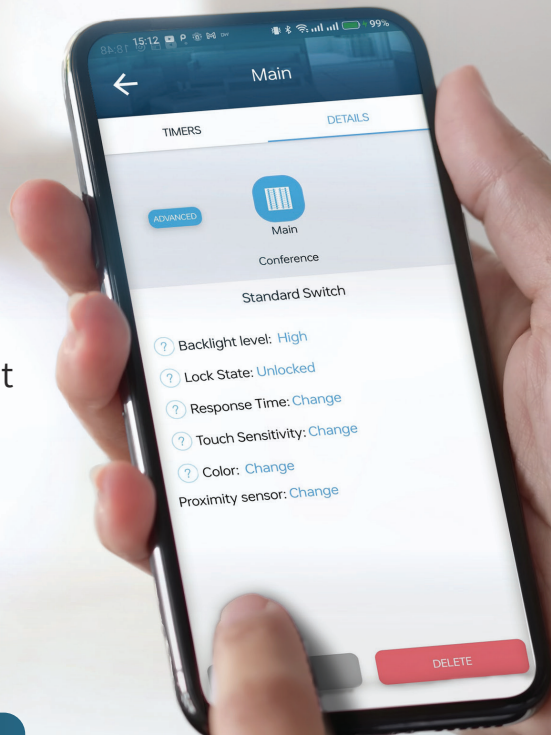 15:12
99%
Main
TIMERS
DETAILS
ADVANCED
Main
Conference
Standard Switch
? Backlight level: High
? Lock State: Unlocked
? Response Time: Change
? Touch Sensitivity: Change
? Color: Change
Proximity sensor: Change
DELETE
t